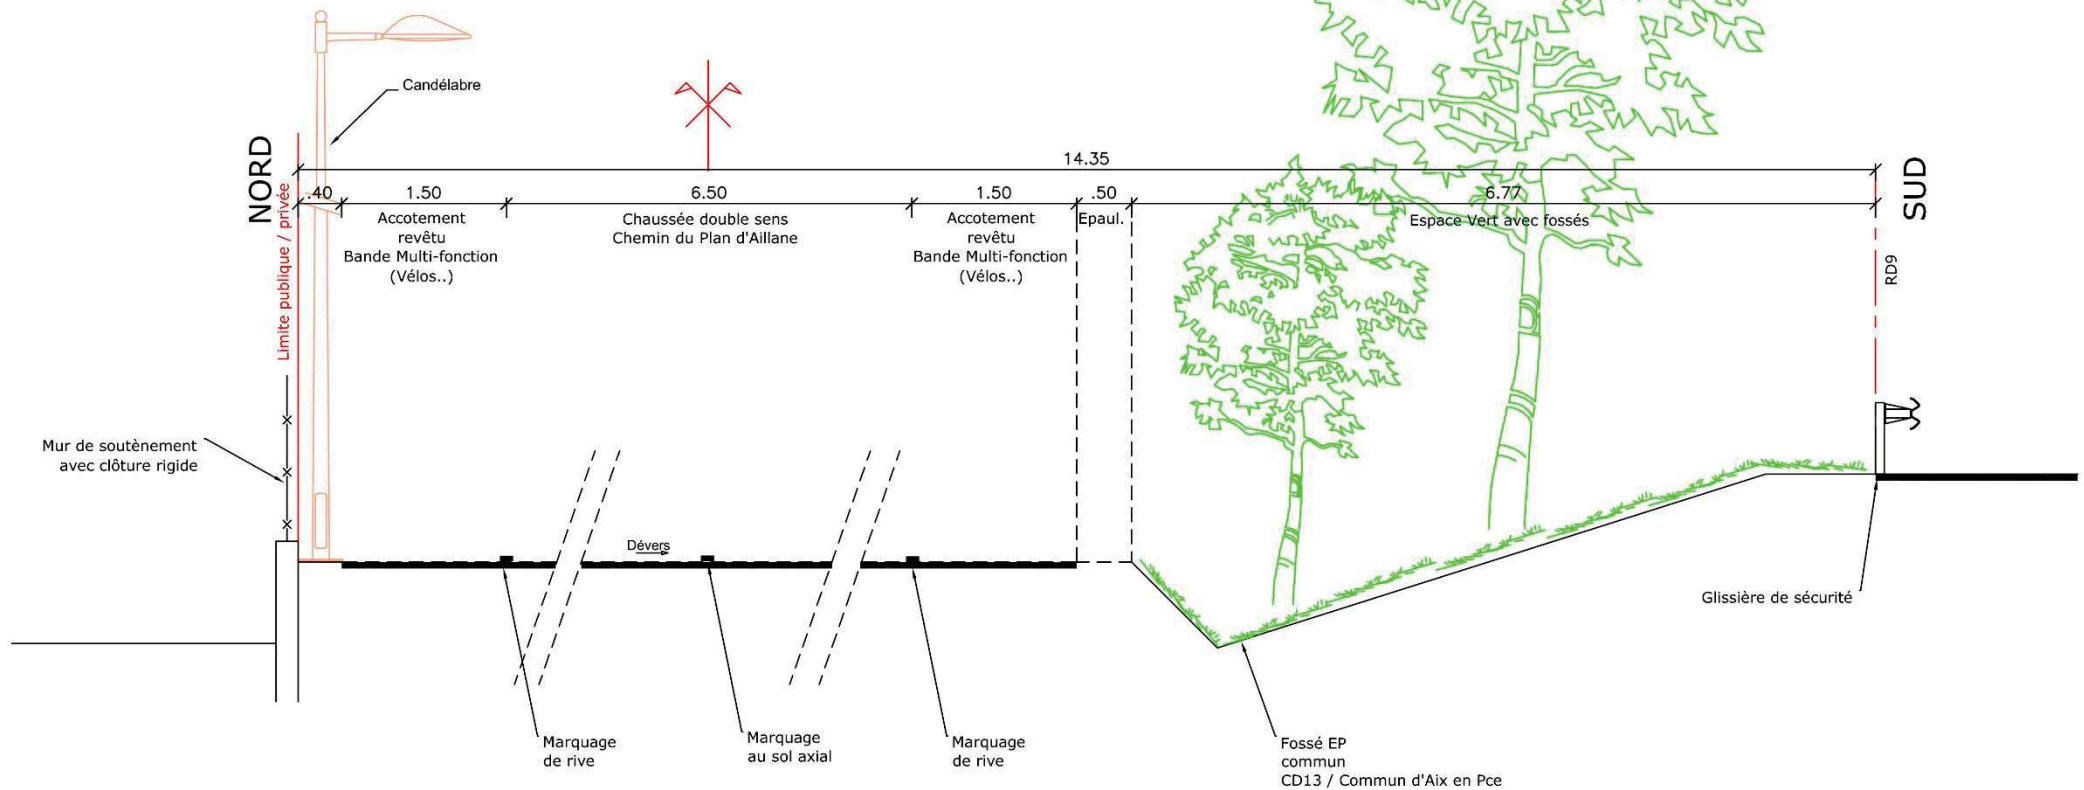 Candélabre
NORD
SUD
14.35
.40
1.50
6.50
1.50
.50
6.77
Limite publique / privée
Accotement
revêtu
Bande Multi-fonction
(Vélos..)
Chaussée double sens
Chemin du Plan d'Aillane
Accotement
revêtu
Bande Multi-fonction
(Vélos..)
Epaul.
Espace Vert avec fossés
RD9
Mur de soutènement
avec clôture rigide
Dévers
Glissière de sécurité
Marquage
de rive
Marquage
au sol axial
Marquage
de rive
Fossé EP
commun
CD13 / Commun d'Aix en Pce